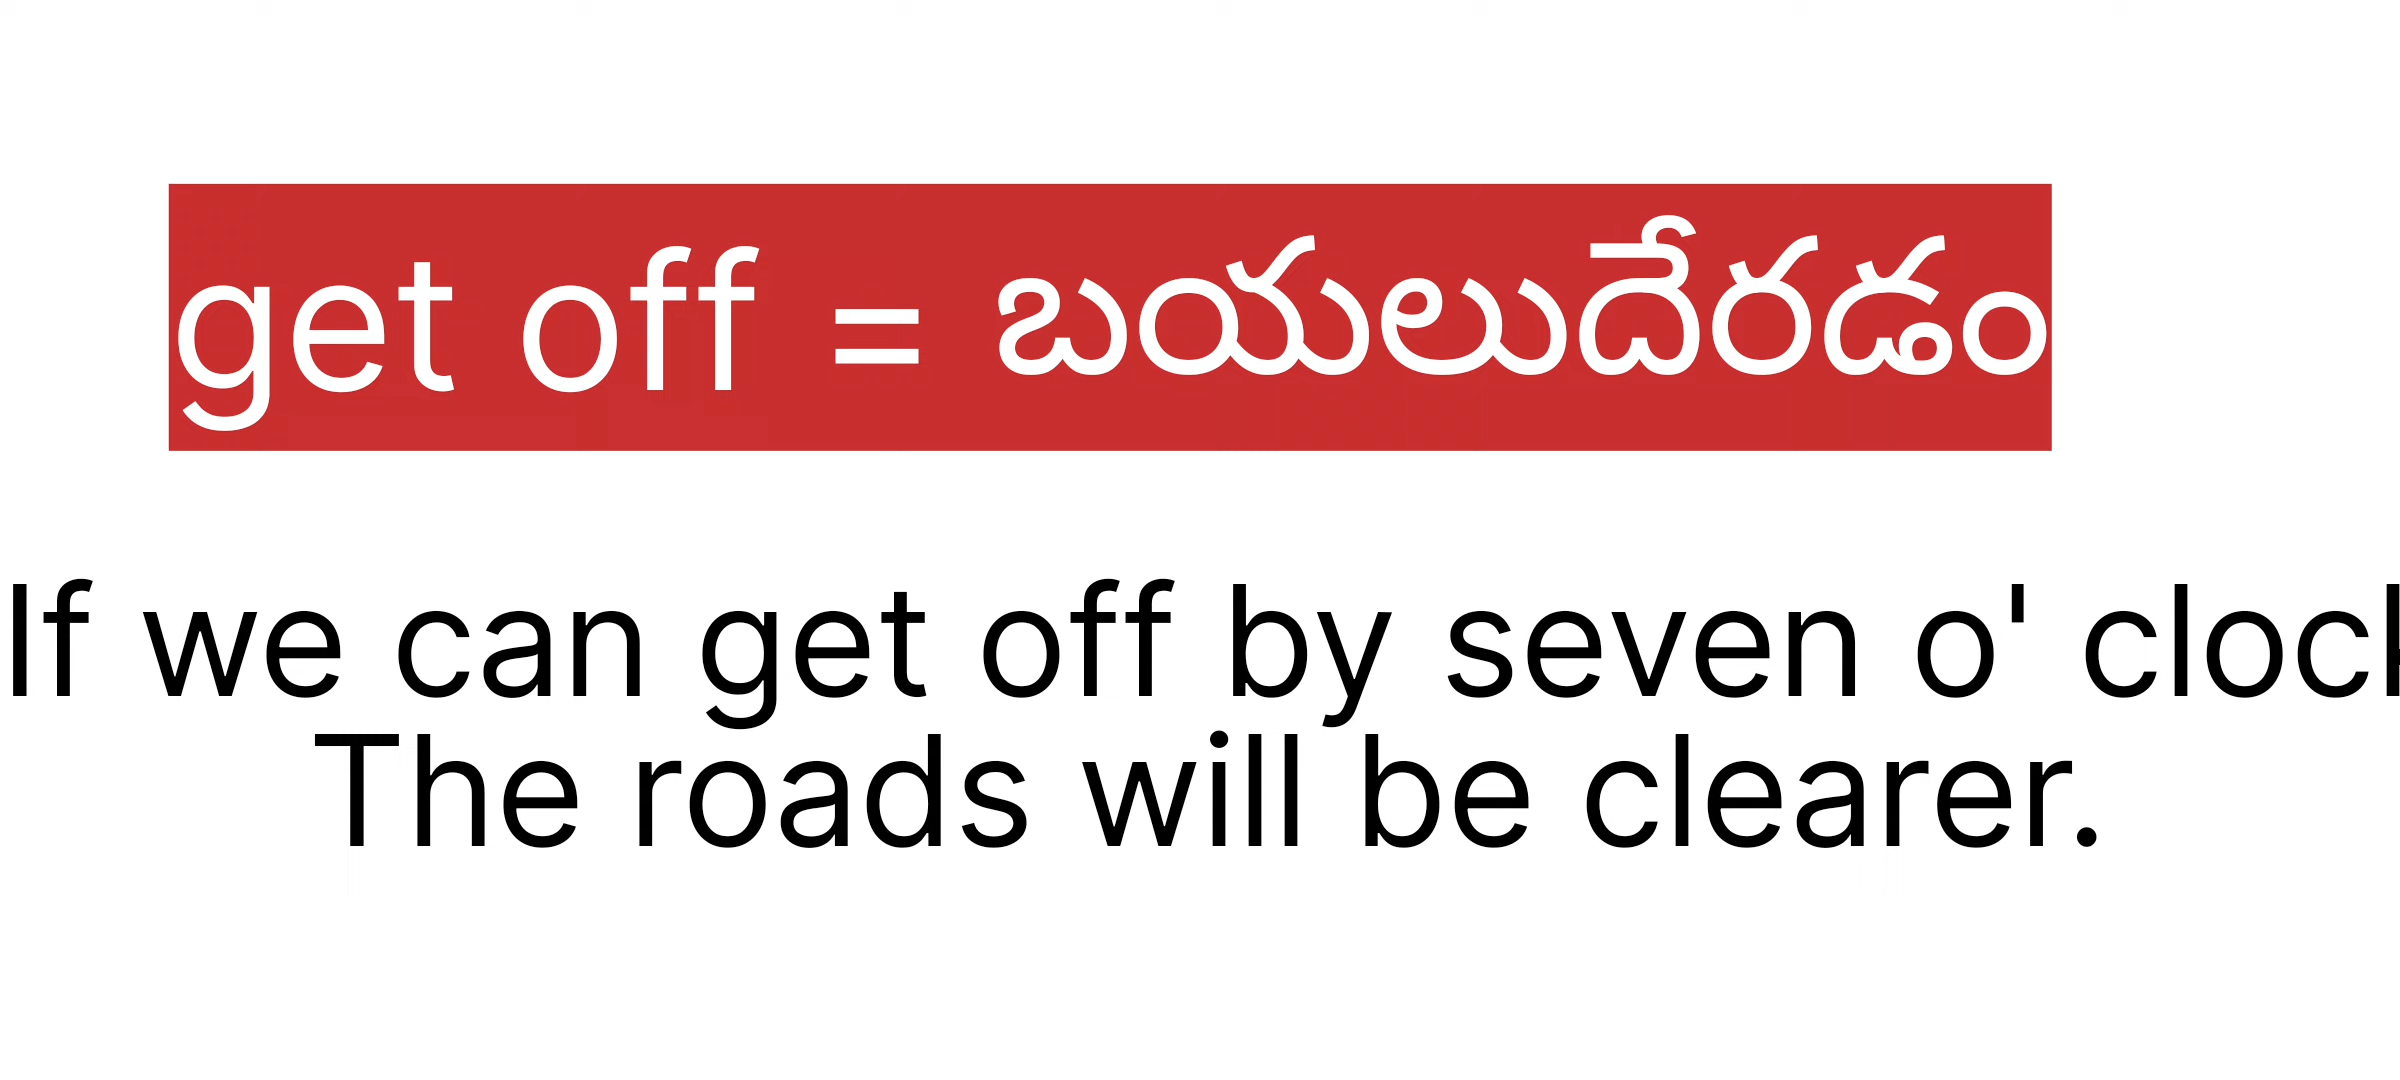 get off = బయలుదేరడం
If we can get off by seven o' clock
The roads will be clearer.